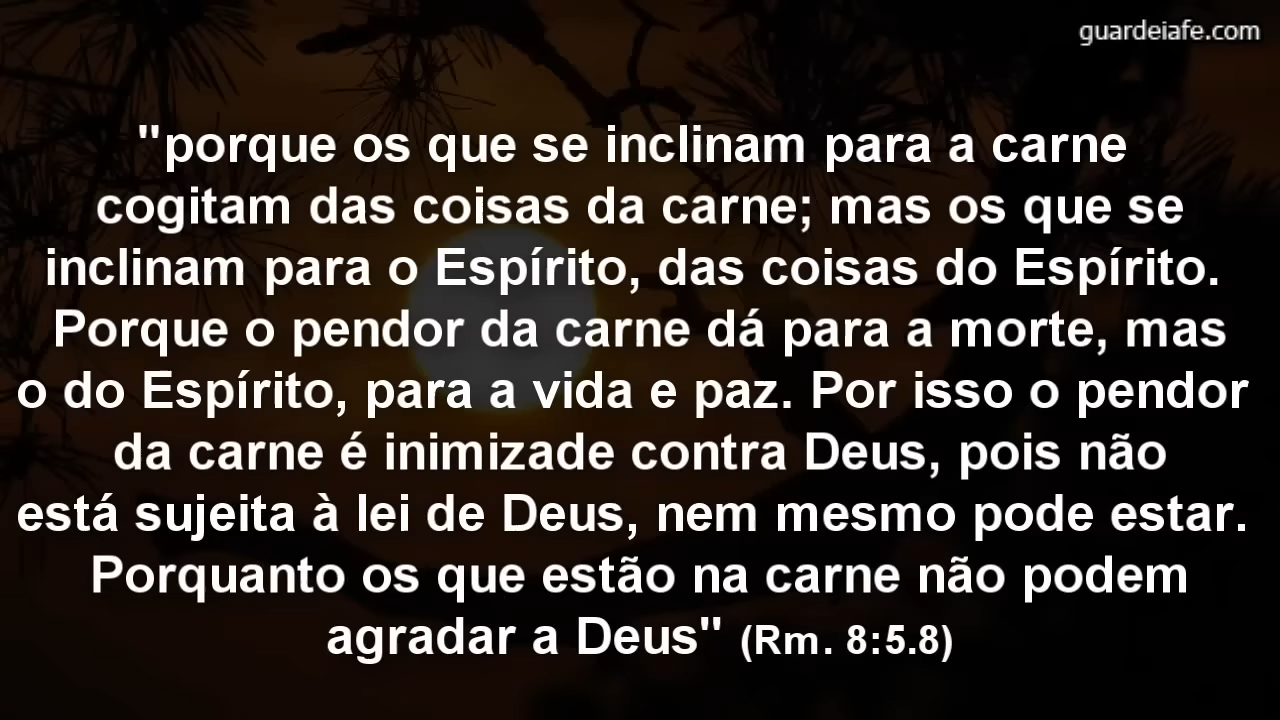 guardeiafe.com
"porque os que se inclinam para a carne
cogitam das coisas da carne; mas os que se
inclinam para o Espírito, das coisas do Espírito.
Porque o pendor da carne dá para a morte, mas
o do Espírito, para a vida e paz. Por isso o pendor
da carne é inimizade contra Deus, pois não
está sujeita à lei de Deus, nem mesmo pode estar.
Porquanto os que estão na carne não podem
agradar a Deus" (Rm. 8:5.8)